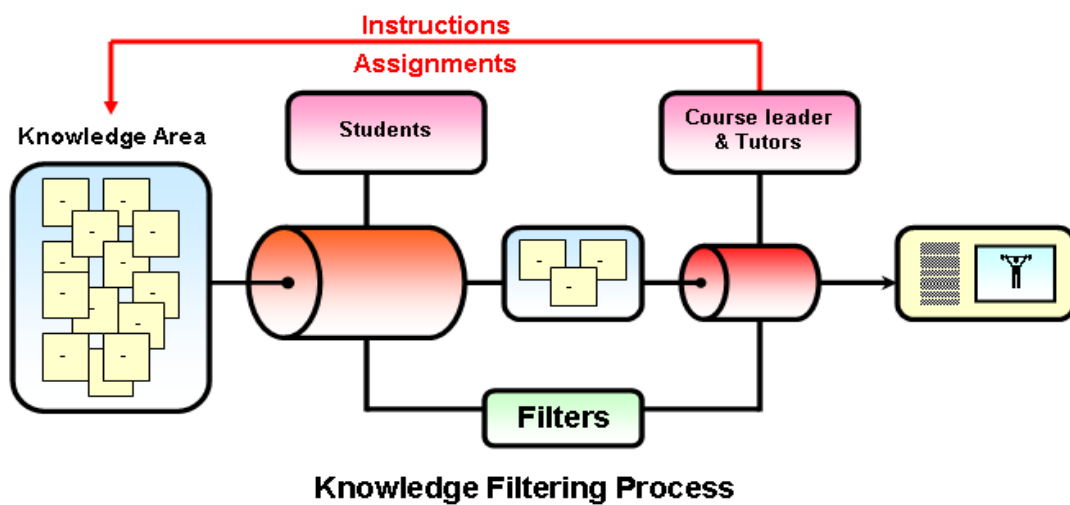 Instructions
Assignments
Knowledge Area
Students
Course leader
& Tutors
Filters
Knowledge Filtering Process